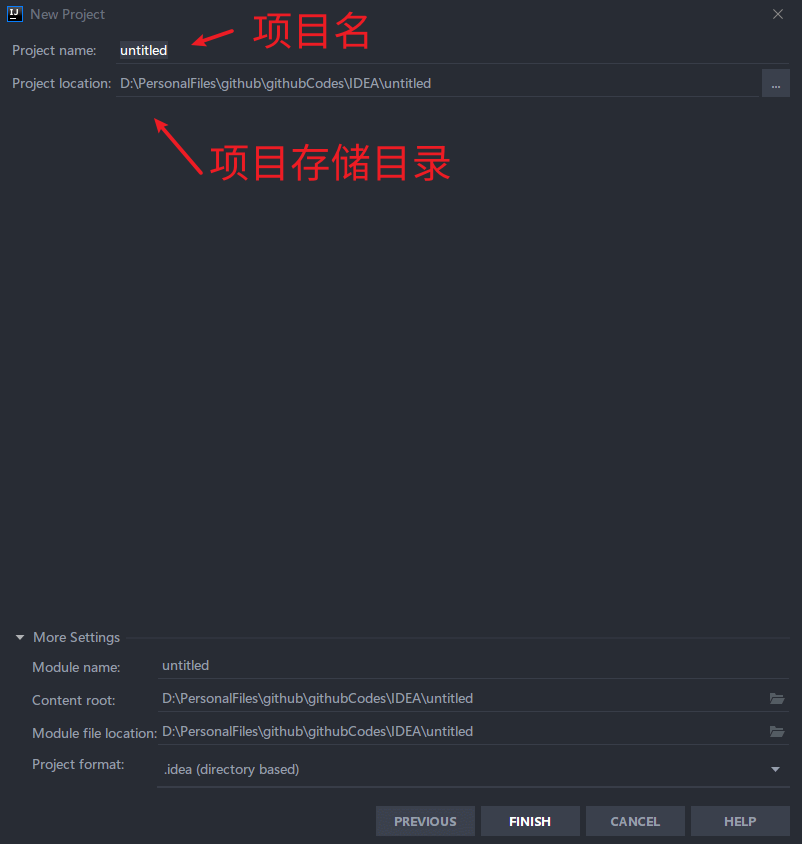 IJ New Project
项目名
Project name: untitled
Project location: D:\PersonalFiles\github\githubCodes\IDEA\untitled ...
项目存储目录
More Settings
Module name: untitled
Content root: D:\PersonalFiles\github\githubCodes\IDEA\untitled
Module file location: D:\PersonalFiles\github\githubCodes\IDEA\untitled
Project format: .idea (directory based)
PREVIOUS FINISH CANCEL HELP